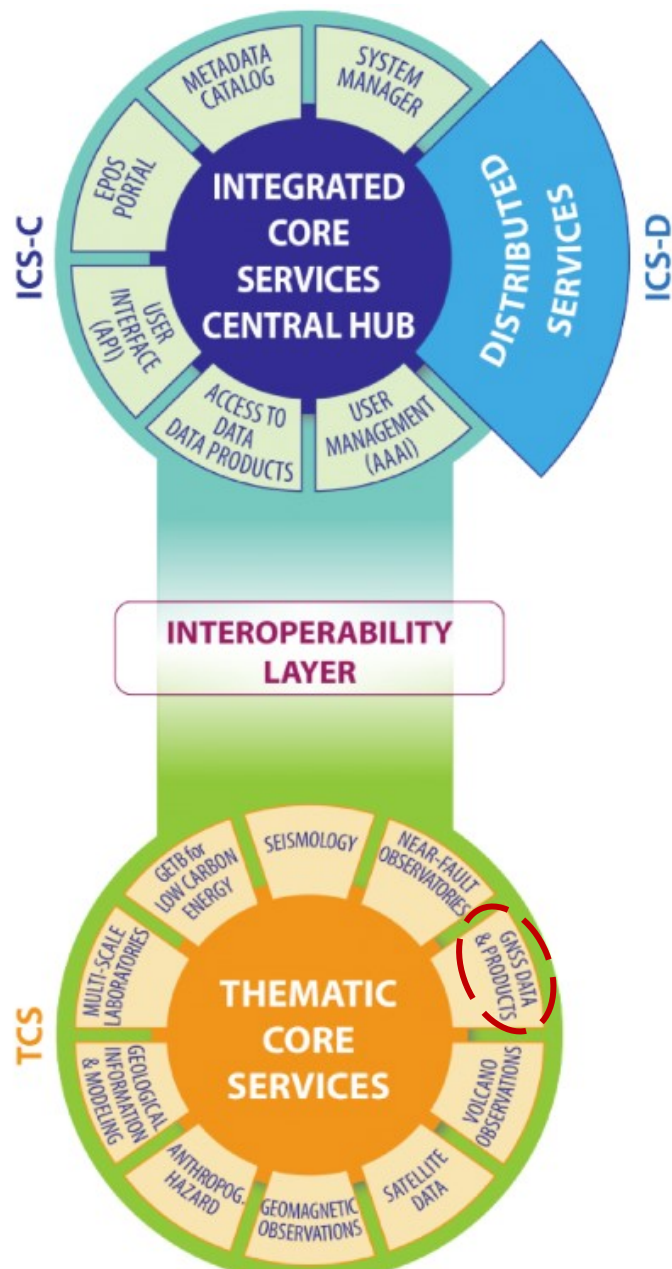 METADATA
CATALOG
SYSTEM
MANAGER
EPOS
PORTAL
INTEGRATED
CORE
SERVICES
CENTRAL HUB
DISTRIBUTED
SERVICES
ICS-C
ICS-D
USER
INTERFACE
(API)
ACCESS TO
DATA
DATA PRODUCTS
USER
MANAGEMENT
(AAAI)
INTEROPERABILITY
LAYER
SEISMOLOGY
GETB for
LOW CARBON
ENERGY
NEAR-FAULT
OBSERVATORIES
MULTI-SCALE
LABORATORIES
GNSS DATA
& PRODUCTS
THEMATIC
CORE
SERVICES
TCS
GEOLOGICAL
INFORMATION
& MODELING
VOLCANO
OBSERVATIONS
ANTHROPOG.
HAZARD
GEOMAGNETIC
OBSERVATIONS
SATELLITE
DATA